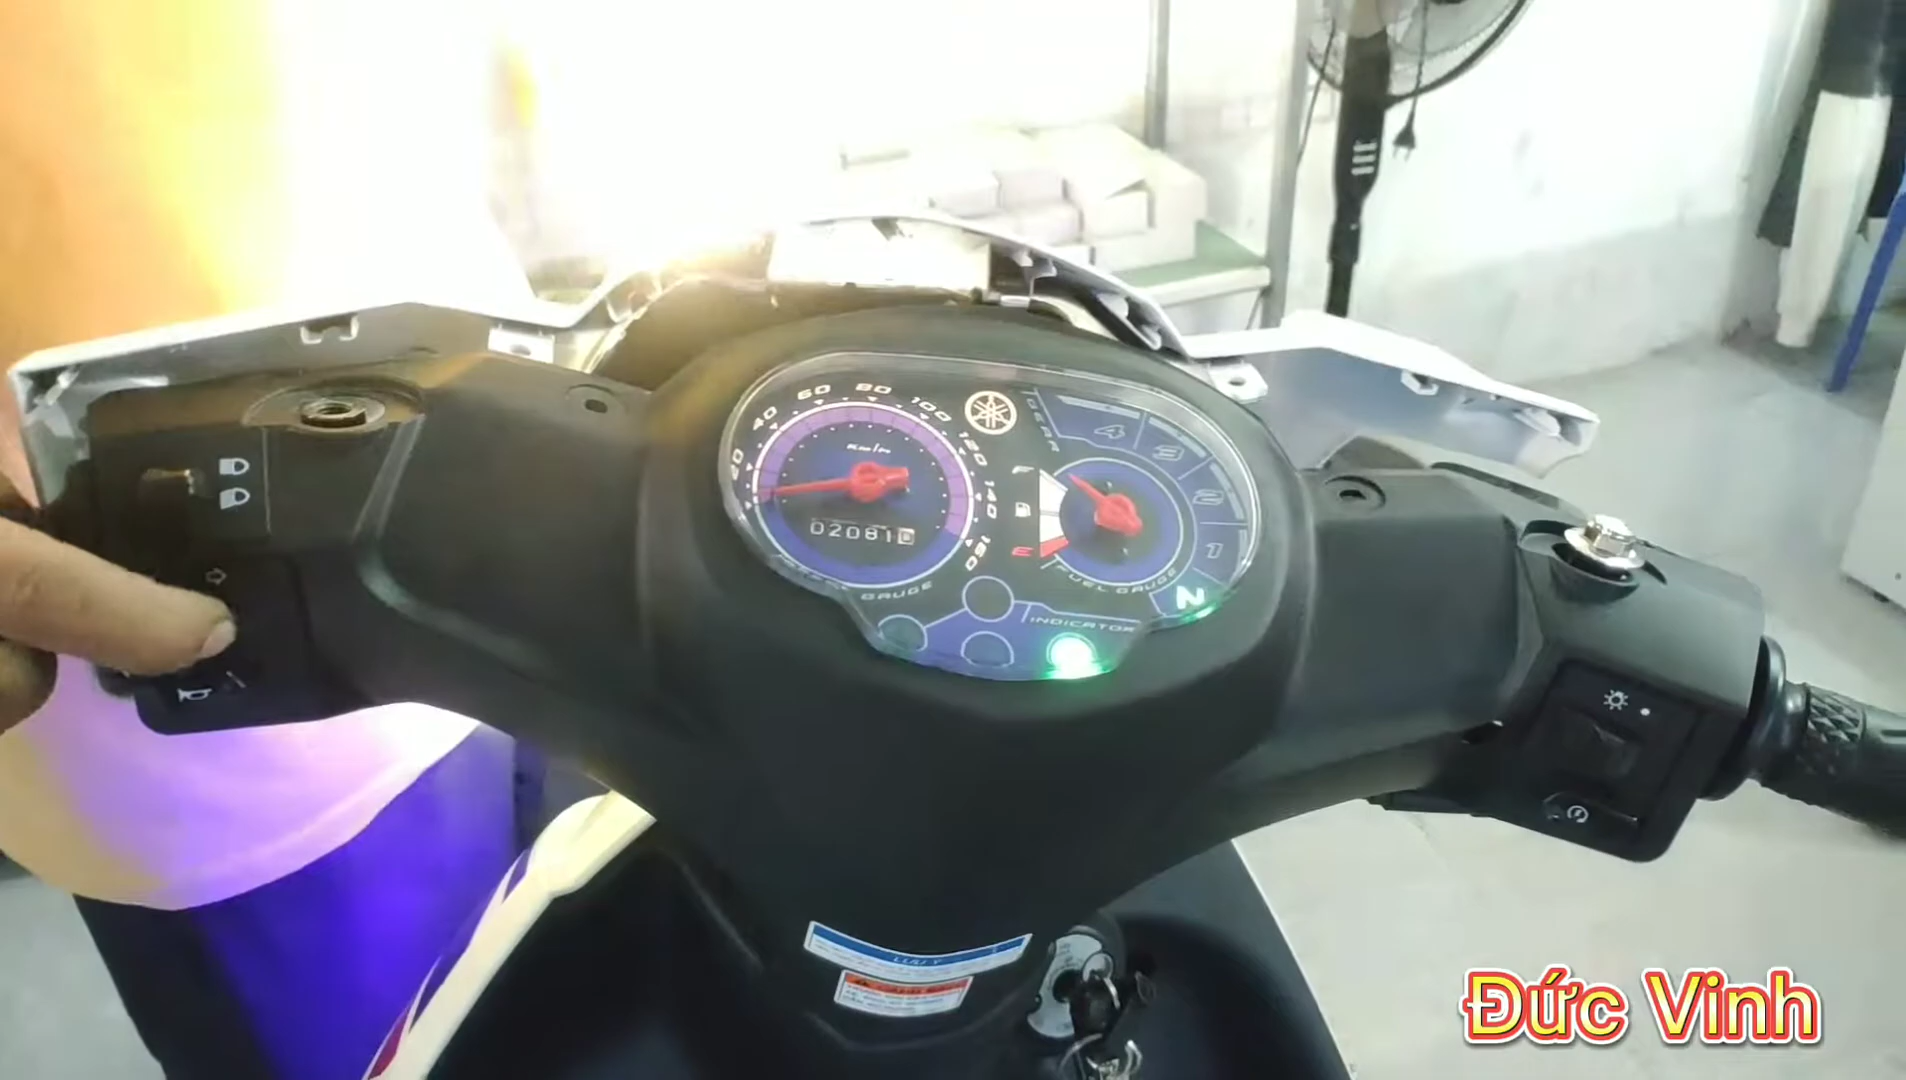 20 40 60 80 100 120 140 160
Km/h
02081
GEAR
4
3
2
1
N
F
E
FUEL GAUGE
GAUGE
INDICATOR
LƯU Ý
Đức Vinh